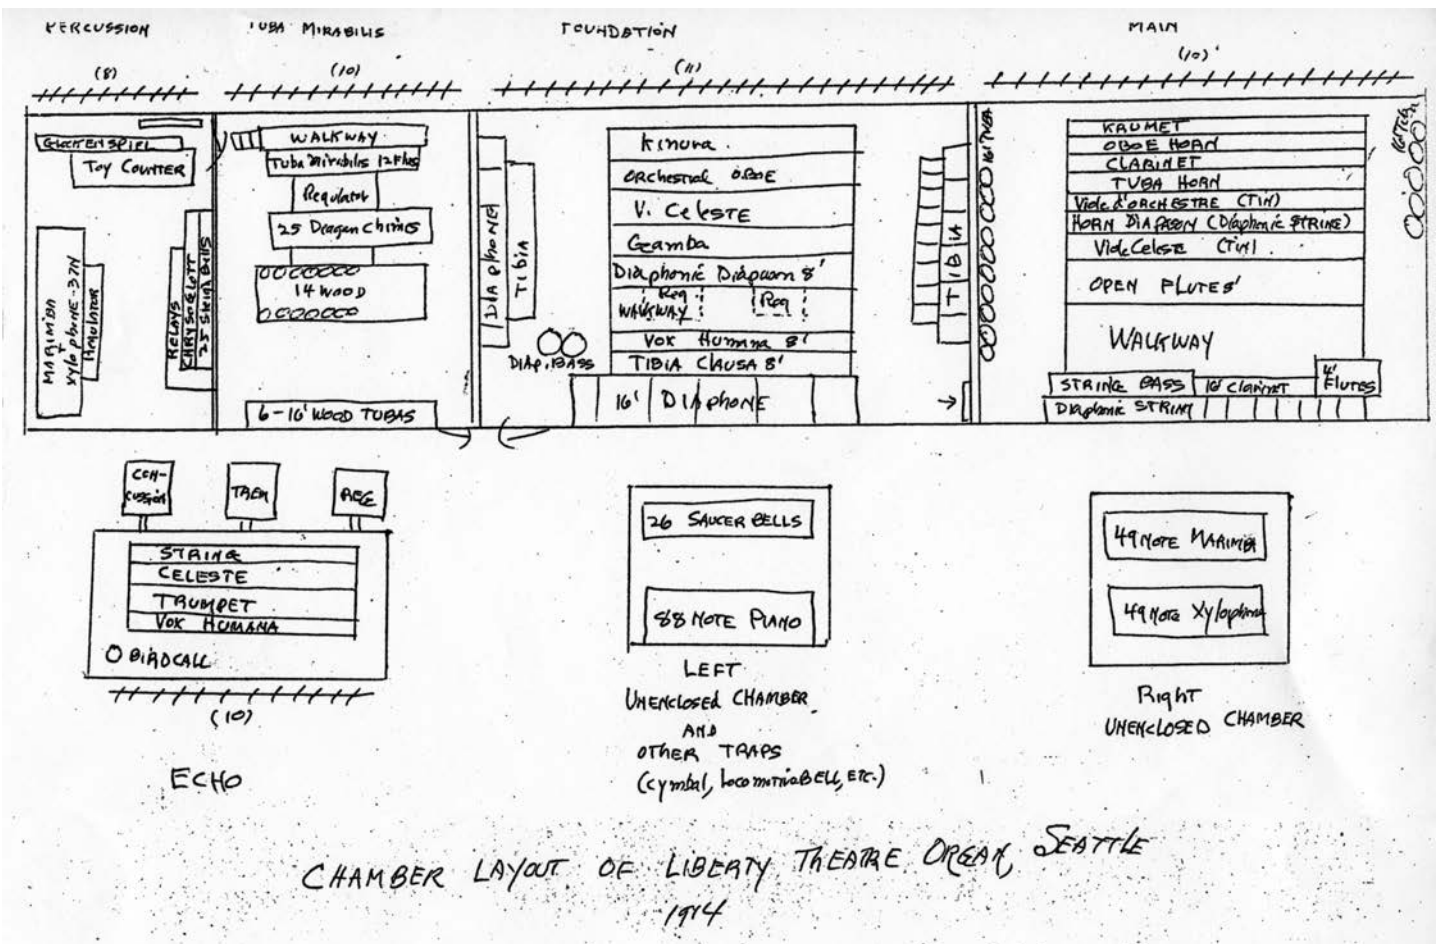 PERCUSSION
TUBA MIRABILIS
FOUNDATION
MAIN
(8)
(10)
(11)
(10)'
GLOCKENSPIEL
TOY COUNTER
MARIMBA
+
Xylophone-37N
Regulator
RELAYS
CHRYSOGLOTT
25 Sleigh Bells
WALKWAY
Tuba Mirabilis 12
Regulator
25 Deagan Chimes
14 WOOD
6-16' WOOD TUBAS
DIAPHONE
TIBIA
DIAP. BASS
Kinura
ORCHESTRAL OBOE
V. Celeste
Gamba
Diaphonic Diapason 8'
Reg
WALKWAY
Reg
VOX HUMANA 8'
TIBIA CLAUSA 8'
16' DIAPHONE
TIBIA
16' TUBA
KRUMET
OBOE HORN
CLARINET
TUBA HORN
Viole d'ORCHESTRE (TIN)
HORN DIAPASON (Diaphonic STRING)
Viole Celeste (TIN)
OPEN FLUTES'
WALKWAY
STRING BASS
16' Clarinet
4' FLUTES
Diaphonic STRING
CON-
CUSSION
TREM
REG
STRING
CELESTE
TRUMPET
VOX HUMANA
BIRDCALL
(10)
ECHO
26 SAUCER BELLS
88 NOTE PIANO
LEFT
UNENCLOSED CHAMBER
AND
OTHER TRAPS
(cymbal, Locomotive BELL, ETC.)
49 NOTE MARIMBA
49 NOTE Xylophone
Right
UNENCLOSED CHAMBER
CHAMBER LAYOUT OF LIBERTY THEATRE ORGAN, SEATTLE
1914